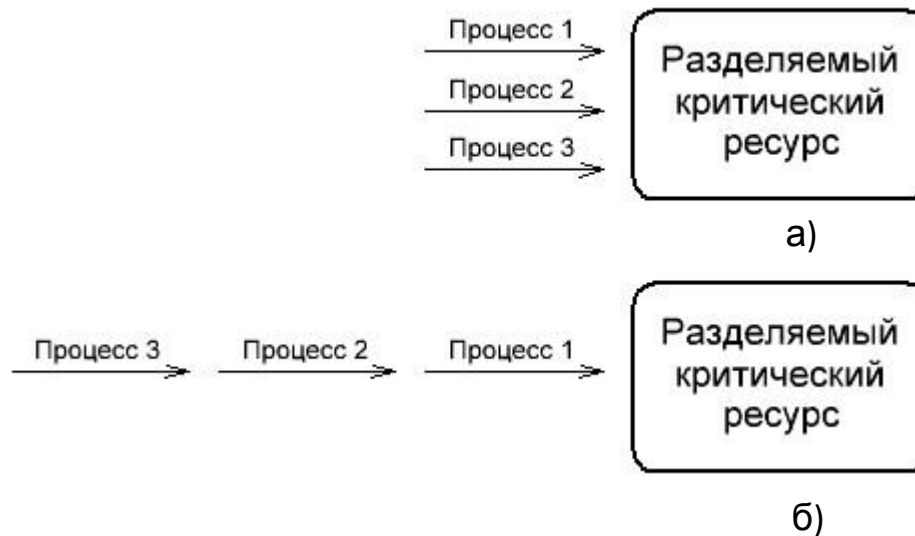 Процесс 1
Процесс 2
Процесс 3
Разделяемый
критический
ресурс
а)
Процесс 3
Процесс 2
Процесс 1
Разделяемый
критический
ресурс
б)